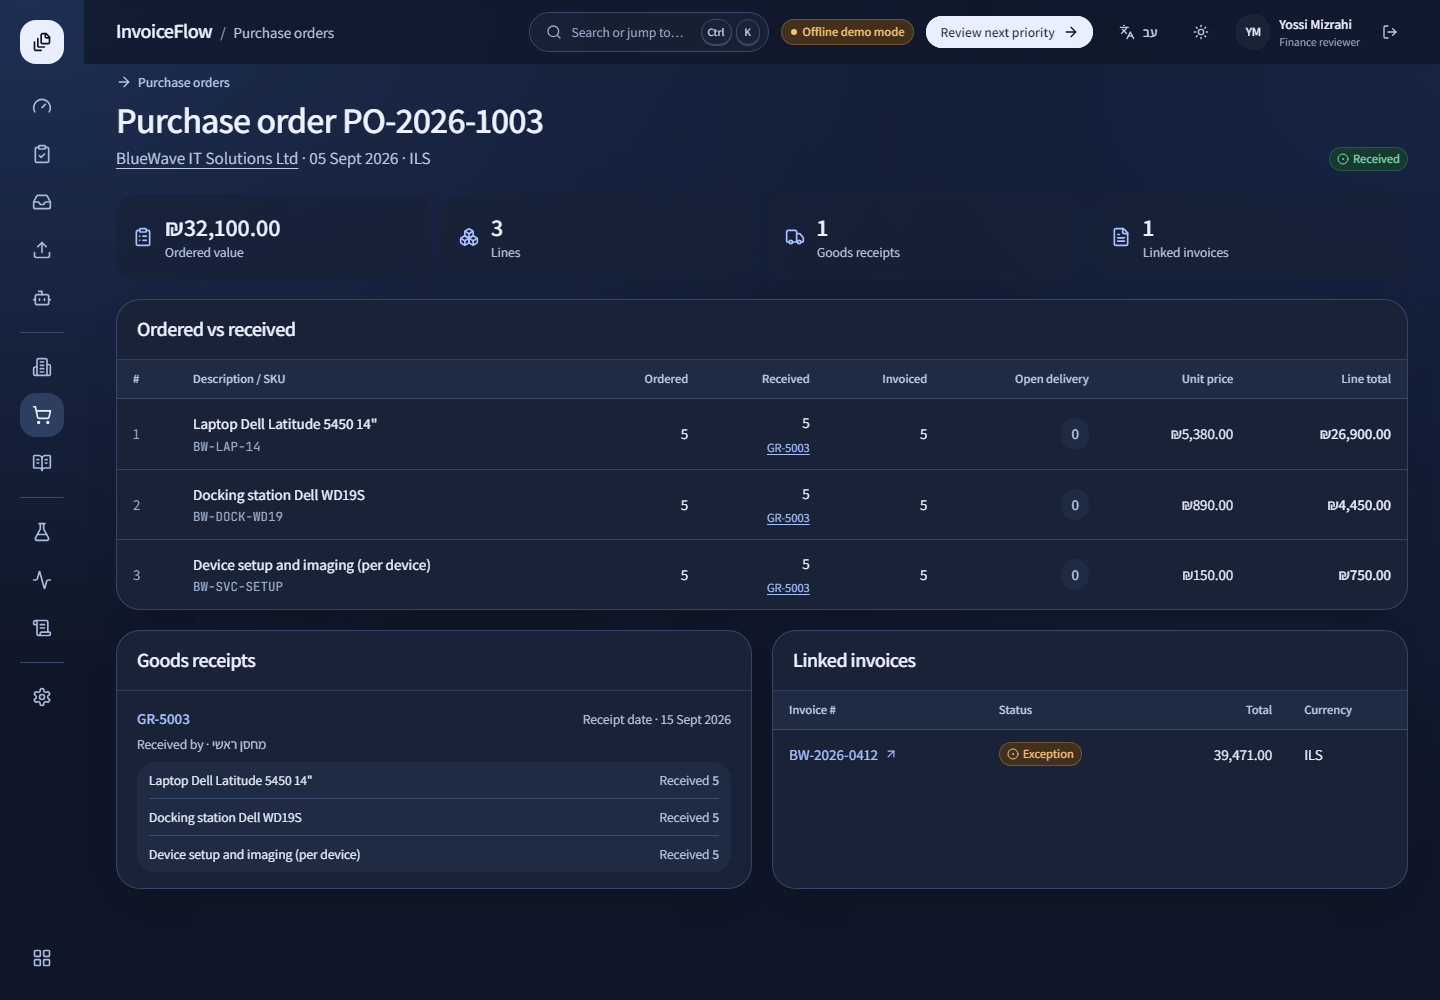 InvoiceFlow / Purchase orders
Search or jump to… Ctrl K
Offline demo mode
Review next priority
עב
YM
Yossi Mizrahi
Finance reviewer
Purchase orders
Purchase order PO-2026-1003
BlueWave IT Solutions Ltd · 05 Sept 2026 · ILS
Received
₪32,100.00
Ordered value
3
Lines
1
Goods receipts
1
Linked invoices
Ordered vs received
# Description / SKU Ordered Received Invoiced Open delivery Unit price Line total
1 Laptop Dell Latitude 5450 14" 5 5 5 0 ₪5,380.00 ₪26,900.00
BW-LAP-14 GR-5003
2 Docking station Dell WD19S 5 5 5 0 ₪890.00 ₪4,450.00
BW-DOCK-WD19 GR-5003
3 Device setup and imaging (per device) 5 5 5 0 ₪150.00 ₪750.00
BW-SVC-SETUP GR-5003
Goods receipts
GR-5003 Receipt date · 15 Sept 2026
Received by · מחסן ראשי
Laptop Dell Latitude 5450 14" Received 5
Docking station Dell WD19S Received 5
Device setup and imaging (per device) Received 5
Linked invoices
Invoice # Status Total Currency
BW-2026-0412 Exception 39,471.00 ILS